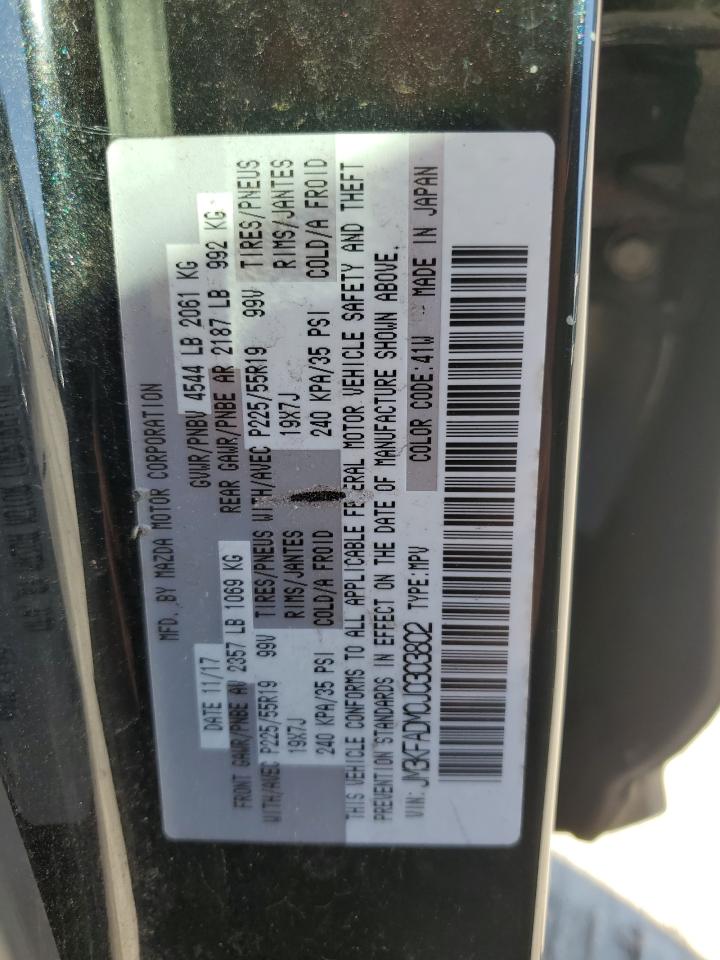 MFD. BY MAZDA MOTOR CORPORATION
DATE 11/17 GVWR/PNBV 4544 LB 2061 KG
FRONT GAWR/PNBE AV 2357 LB 1069 KG REAR GAWR/PNBE AR 2187 LB 992 KG
WITH/AVEC P225/55R19 99V TIRES/PNEUS WITH/AVEC P225/55R19 99V TIRES/PNEUS
19X7J RIMS/JANTES 19X7J RIMS/JANTES
240 KPA/35 PSI COLD/A FROID 240 KPA/35 PSI COLD/A FROID
THIS VEHICLE CONFORMS TO ALL APPLICABLE FEDERAL MOTOR VEHICLE SAFETY AND THEFT
PREVENTION STANDARDS IN EFFECT ON THE DATE OF MANUFACTURE SHOWN ABOVE.
VIN: JM3KFADM0J0303802 TYPE: MPV COLOR CODE: 41W MADE IN JAPAN